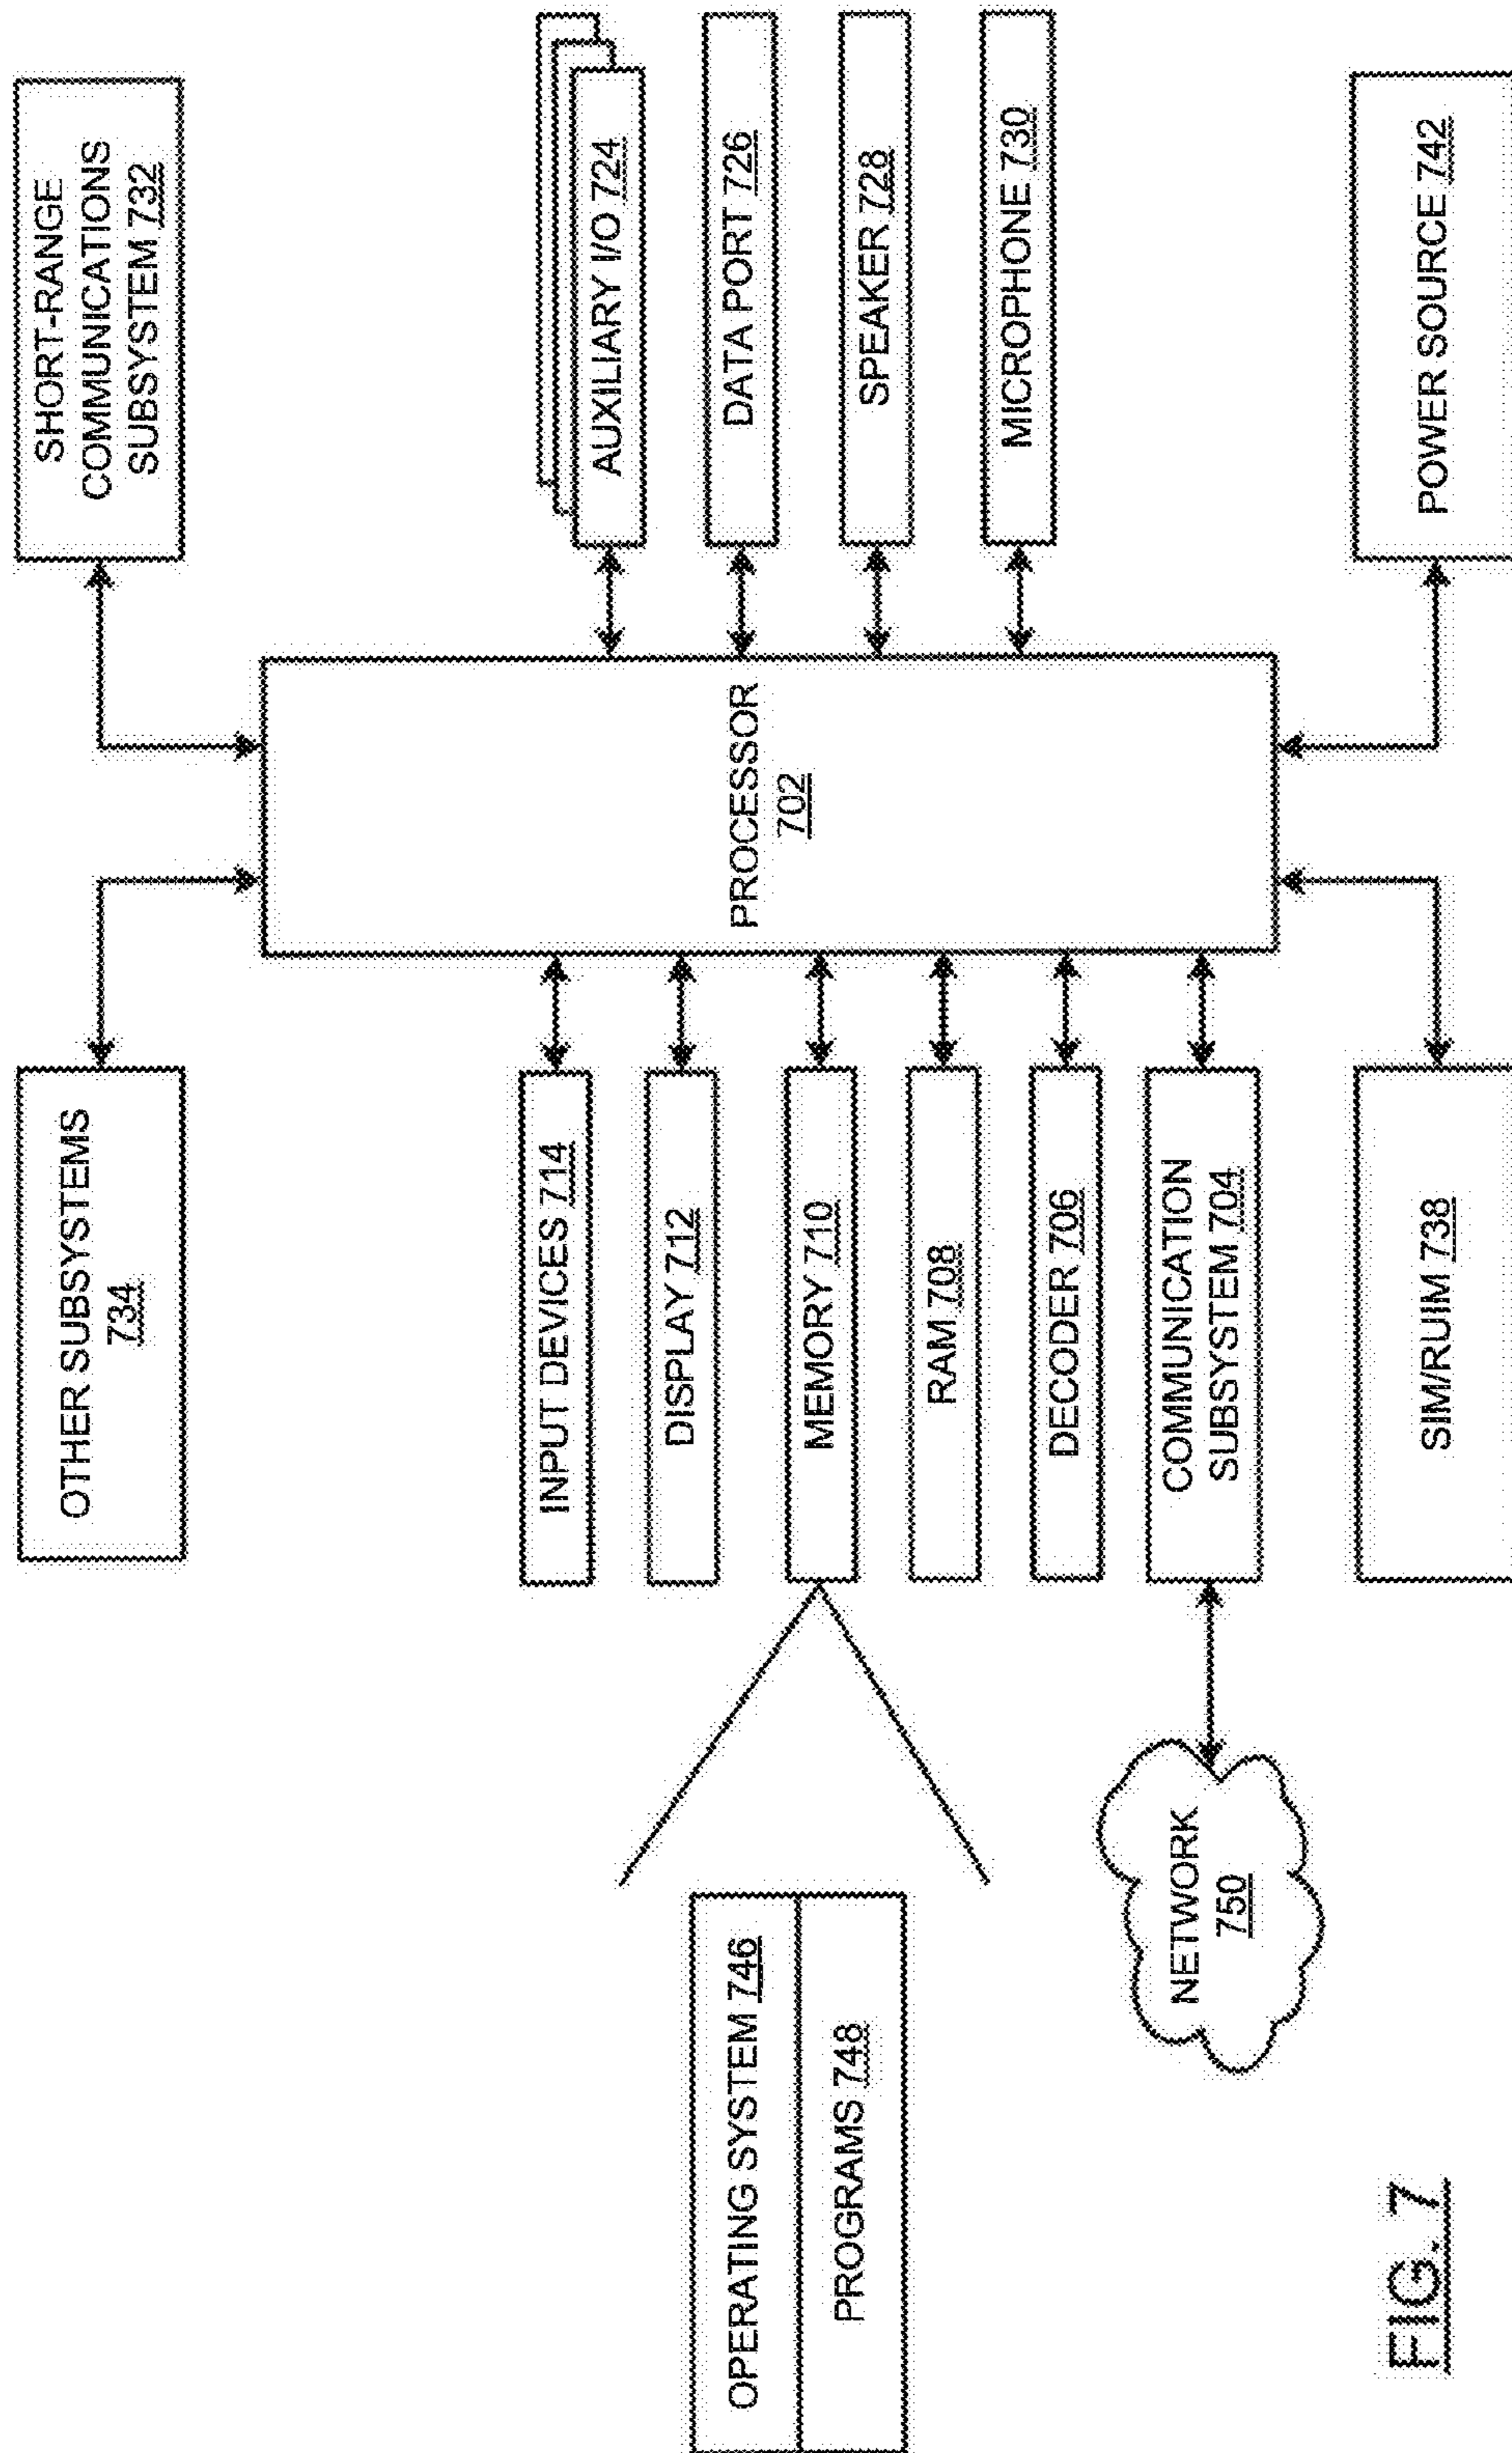 OTHER SUBSYSTEMS
734
SHORT-RANGE
COMMUNICATIONS
SUBSYSTEM 732
INPUT DEVICES 714
DISPLAY 712
MEMORY 710
RAM 708
DECODER 706
COMMUNICATION
SUBSYSTEM 704
OPERATING SYSTEM 746
PROGRAMS 748
NETWORK
750
PROCESSOR
702
AUXILIARY I/O 724
DATA PORT 726
SPEAKER 728
MICROPHONE 730
SIM/RUIM 738
POWER SOURCE 742
FIG. 7